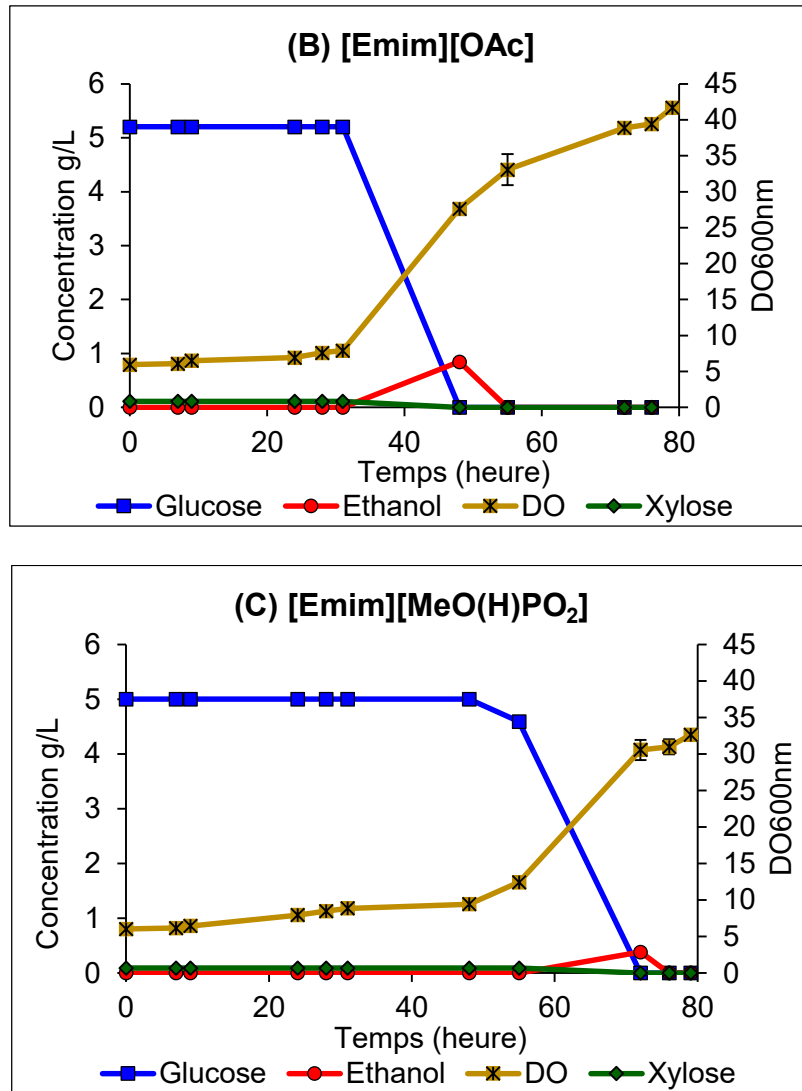 (B) [Emim][OAc]
Concentration g/L
6
5
4
3
2
1
0
45
40
35
30
25
20
15
10
5
0
DO600nm
0 20 40 60 80
Temps (heure)
Glucose Ethanol DO Xylose
(C) [Emim][MeO(H)PO₂]
Concentration g/L
6
5
4
3
2
1
0
45
40
35
30
25
20
15
10
5
0
DO600nm
0 20 40 60 80
Temps (heure)
Glucose Ethanol DO Xylose